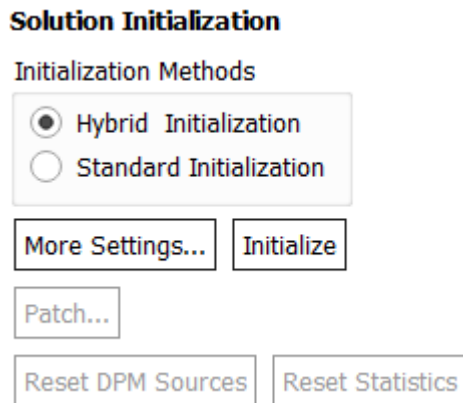 Solution Initialization
Initialization Methods
Hybrid Initialization
Standard Initialization
More Settings... Initialize
Patch...
Reset DPM Sources Reset Statistics